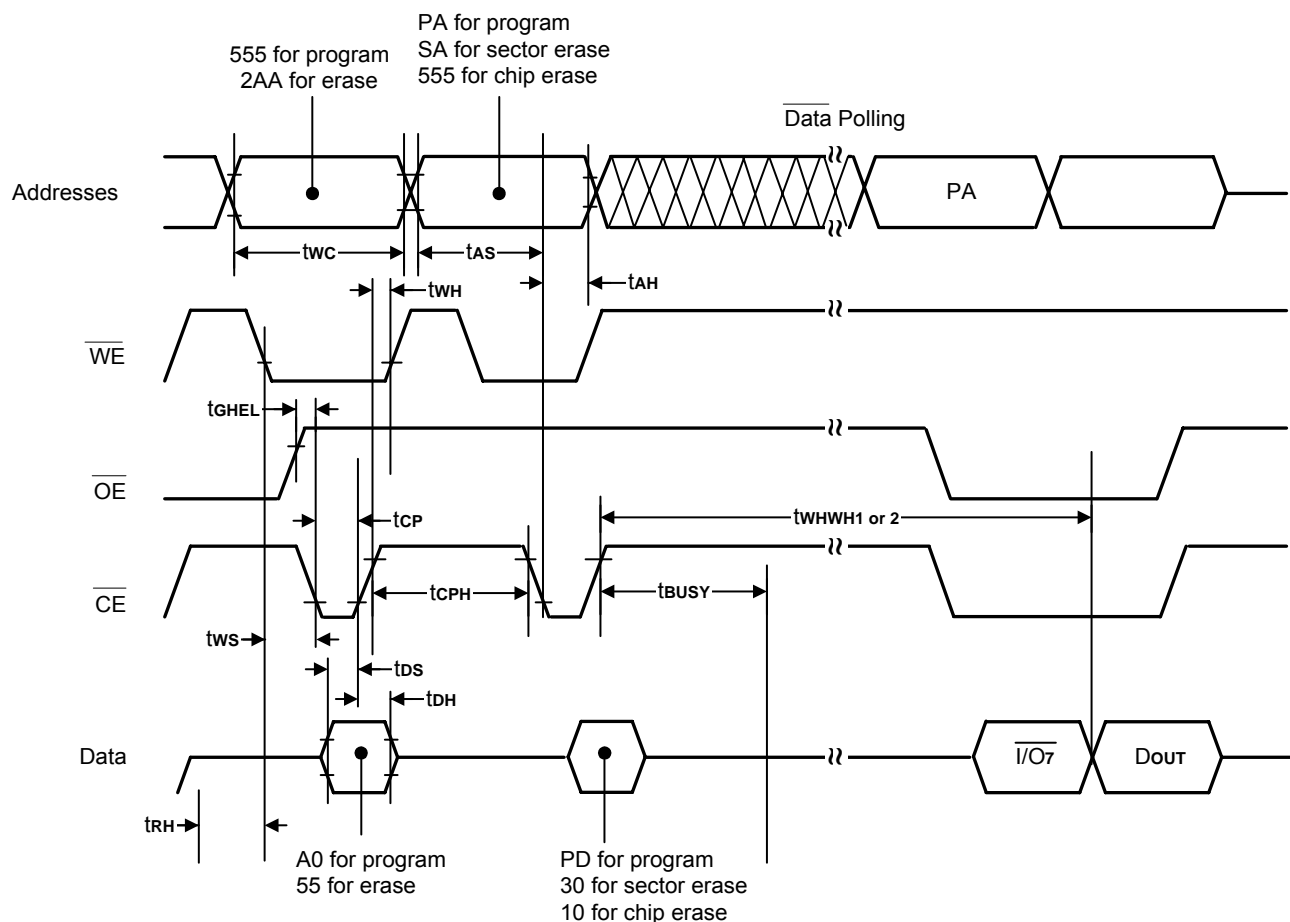 PA for program
SA for sector erase
555 for chip erase
555 for program
2AA for erase
Data Polling
Addresses
PA
tWC
tAS
tWH
tAH
WE
tGHEL
OE
tWHWH1 or 2
tCP
CE
tCPH
tBUSY
tWS
tDS
tDH
Data
I/O7
DOUT
tRH
A0 for program
55 for erase
PD for program
30 for sector erase
10 for chip erase